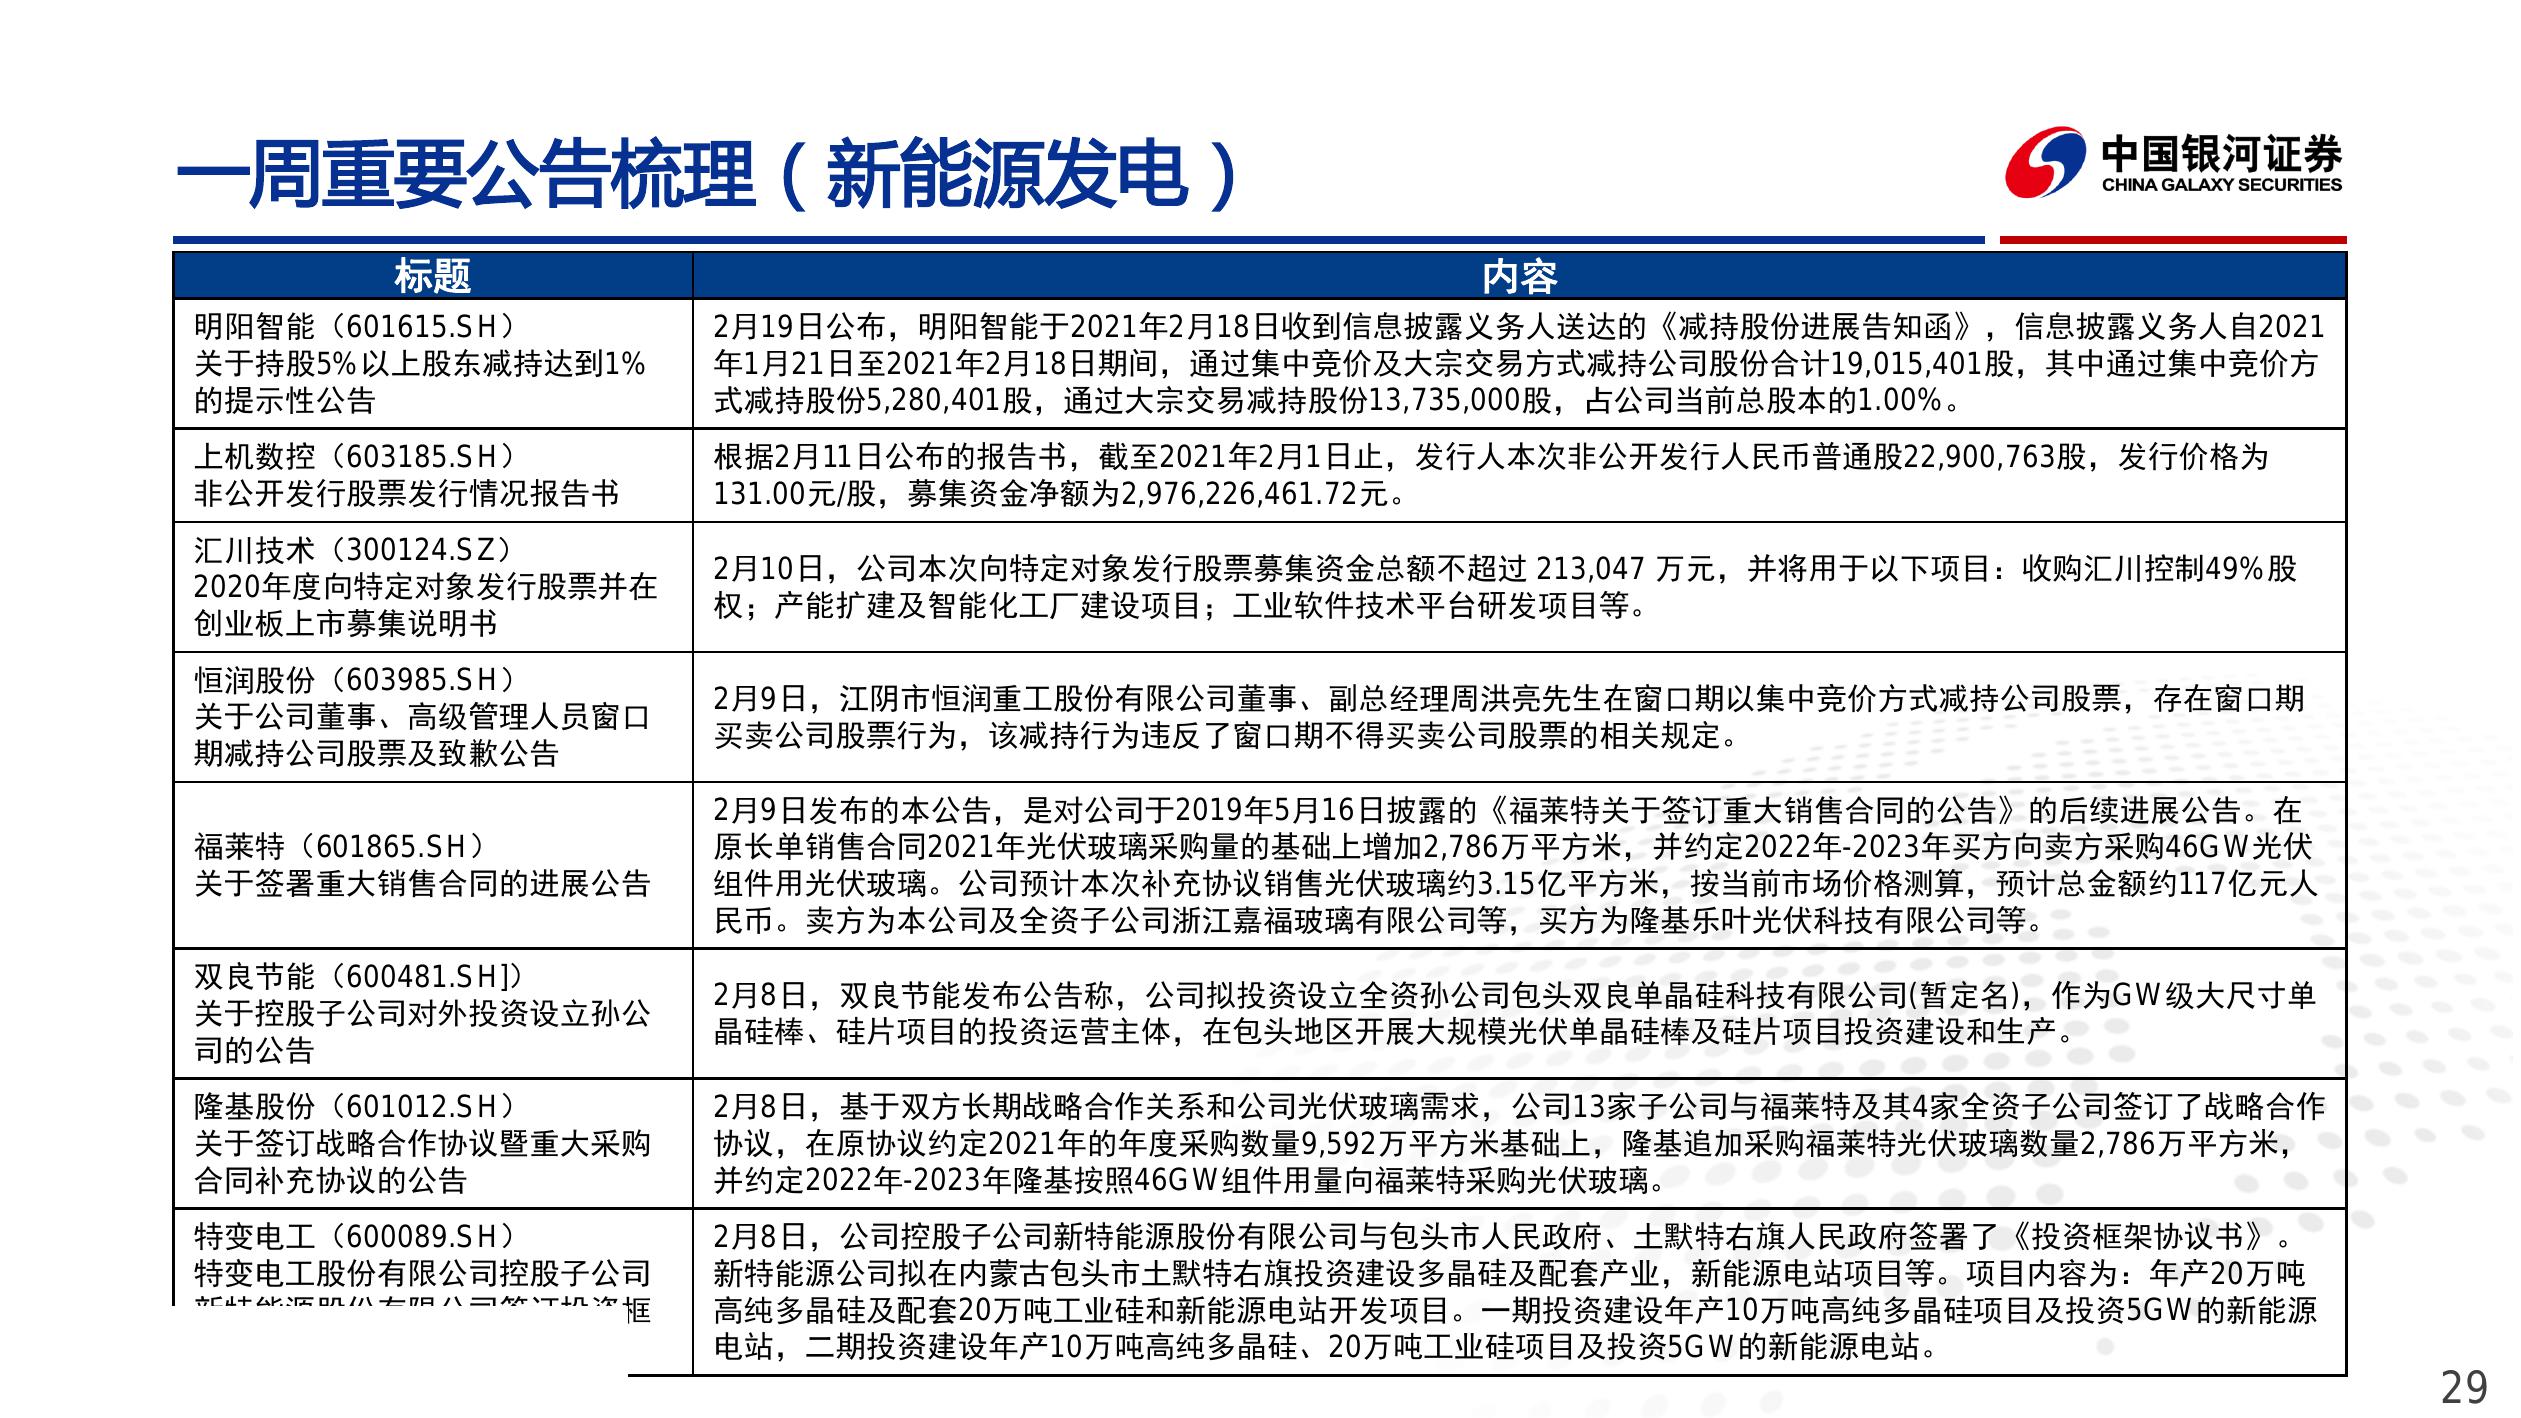 一周重要公告梳理（新能源发电）
中国银河证券
CHINA GALAXY SECURITIES
标题
内容
明阳智能（601615.SH）
关于持股5%以上股东减持达到1%
的提示性公告
2月19日公布，明阳智能于2021年2月18日收到信息披露义务人送达的《减持股份进展告知函》，信息披露义务人自2021
年1月21日至2021年2月18日期间，通过集中竞价及大宗交易方式减持公司股份合计19,015,401股，其中通过集中竞价方
式减持股份5,280,401股，通过大宗交易减持股份13,735,000股，占公司当前总股本的1.00%。
上机数控（603185.SH）
非公开发行股票发行情况报告书
根据2月11日公布的报告书，截至2021年2月1日止，发行人本次非公开发行人民币普通股22,900,763股，发行价格为
131.00元/股，募集资金净额为2,976,226,461.72元。
汇川技术（300124.SZ）
2020年度向特定对象发行股票并在
创业板上市募集说明书
2月10日，公司本次向特定对象发行股票募集资金总额不超过 213,047 万元，并将用于以下项目：收购汇川控制49%股
权；产能扩建及智能化工厂建设项目；工业软件技术平台研发项目等。
恒润股份（603985.SH）
关于公司董事、高级管理人员窗口
期减持公司股票及致歉公告
2月9日，江阴市恒润重工股份有限公司董事、副总经理周洪亮先生在窗口期以集中竞价方式减持公司股票，存在窗口期
买卖公司股票行为，该减持行为违反了窗口期不得买卖公司股票的相关规定。
福莱特（601865.SH）
关于签署重大销售合同的进展公告
2月9日发布的本公告，是对公司于2019年5月16日披露的《福莱特关于签订重大销售合同的公告》的后续进展公告。在
原长单销售合同2021年光伏玻璃采购量的基础上增加2,786万平方米，并约定2022年-2023年买方向卖方采购46GW光伏
组件用光伏玻璃。公司预计本次补充协议销售光伏玻璃约3.15亿平方米，按当前市场价格测算，预计总金额约117亿元人
民币。卖方为本公司及全资子公司浙江嘉福玻璃有限公司等，买方为隆基乐叶光伏科技有限公司等。
双良节能（600481.SH]）
关于控股子公司对外投资设立孙公
司的公告
2月8日，双良节能发布公告称，公司拟投资设立全资孙公司包头双良单晶硅科技有限公司(暂定名)，作为GW级大尺寸单
晶硅棒、硅片项目的投资运营主体，在包头地区开展大规模光伏单晶硅棒及硅片项目投资建设和生产。
隆基股份（601012.SH）
关于签订战略合作协议暨重大采购
合同补充协议的公告
2月8日，基于双方长期战略合作关系和公司光伏玻璃需求，公司13家子公司与福莱特及其4家全资子公司签订了战略合作
协议，在原协议约定2021年的年度采购数量9,592万平方米基础上，隆基追加采购福莱特光伏玻璃数量2,786万平方米，
并约定2022年-2023年隆基按照46GW组件用量向福莱特采购光伏玻璃。
特变电工（600089.SH）
特变电工股份有限公司控股子公司
新特能源股份有限公司签订投资框
2月8日，公司控股子公司新特能源股份有限公司与包头市人民政府、土默特右旗人民政府签署了《投资框架协议书》。
新特能源公司拟在内蒙古包头市土默特右旗投资建设多晶硅及配套产业，新能源电站项目等。项目内容为：年产20万吨
高纯多晶硅及配套20万吨工业硅和新能源电站开发项目。一期投资建设年产10万吨高纯多晶硅项目及投资5GW的新能源
电站，二期投资建设年产10万吨高纯多晶硅、20万吨工业硅项目及投资5GW的新能源电站。
29